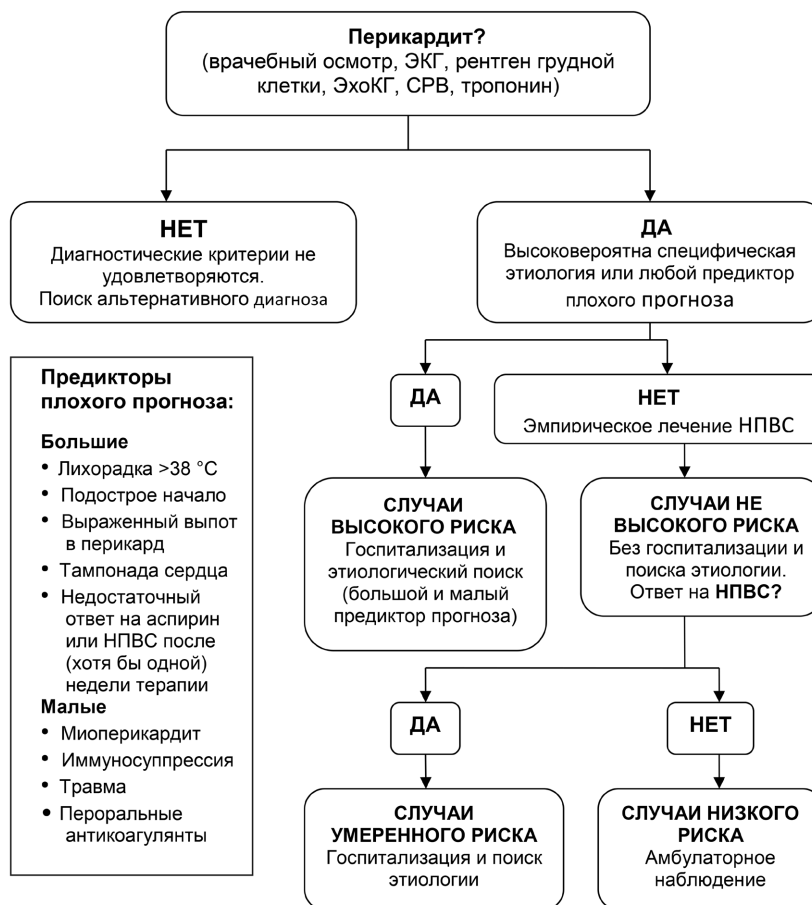 Перикардит?
(врачебный осмотр, ЭКГ, рентген грудной
клетки, ЭхоКГ, СРВ, тропонин)
НЕТ
Диагностические критерии не
удовлетворяются.
Поиск альтернативного диагноза
ДА
Высоковероятна специфическая
этиология или любой предиктор
плохого прогноза
Предикторы
плохого прогноза:
Большие
• Лихорадка >38 °C
• Подострое начало
• Выраженный выпот
в перикард
• Тампонада сердца
• Недостаточный
ответ на аспирин
или НПВС после
(хотя бы одной)
недели терапии
Малые
• Миоперикардит
• Иммуносуппрессия
• Травма
• Пероральные
антикоагулянты
ДА
НЕТ
Эмпирическое лечение НПВС
СЛУЧАИ
ВЫСОКОГО РИСКА
Госпитализация и
этиологический поиск
(большой и малый
предиктор прогноза)
СЛУЧАИ НЕ
ВЫСОКОГО РИСКА
Без госпитализации и
поиска этиологии.
Ответ на НПВС?
ДА
НЕТ
СЛУЧАИ
УМЕРЕННОГО РИСКА
Госпитализация и поиск
этиологии
СЛУЧАИ НИЗКОГО
РИСКА
Амбулаторное
наблюдение